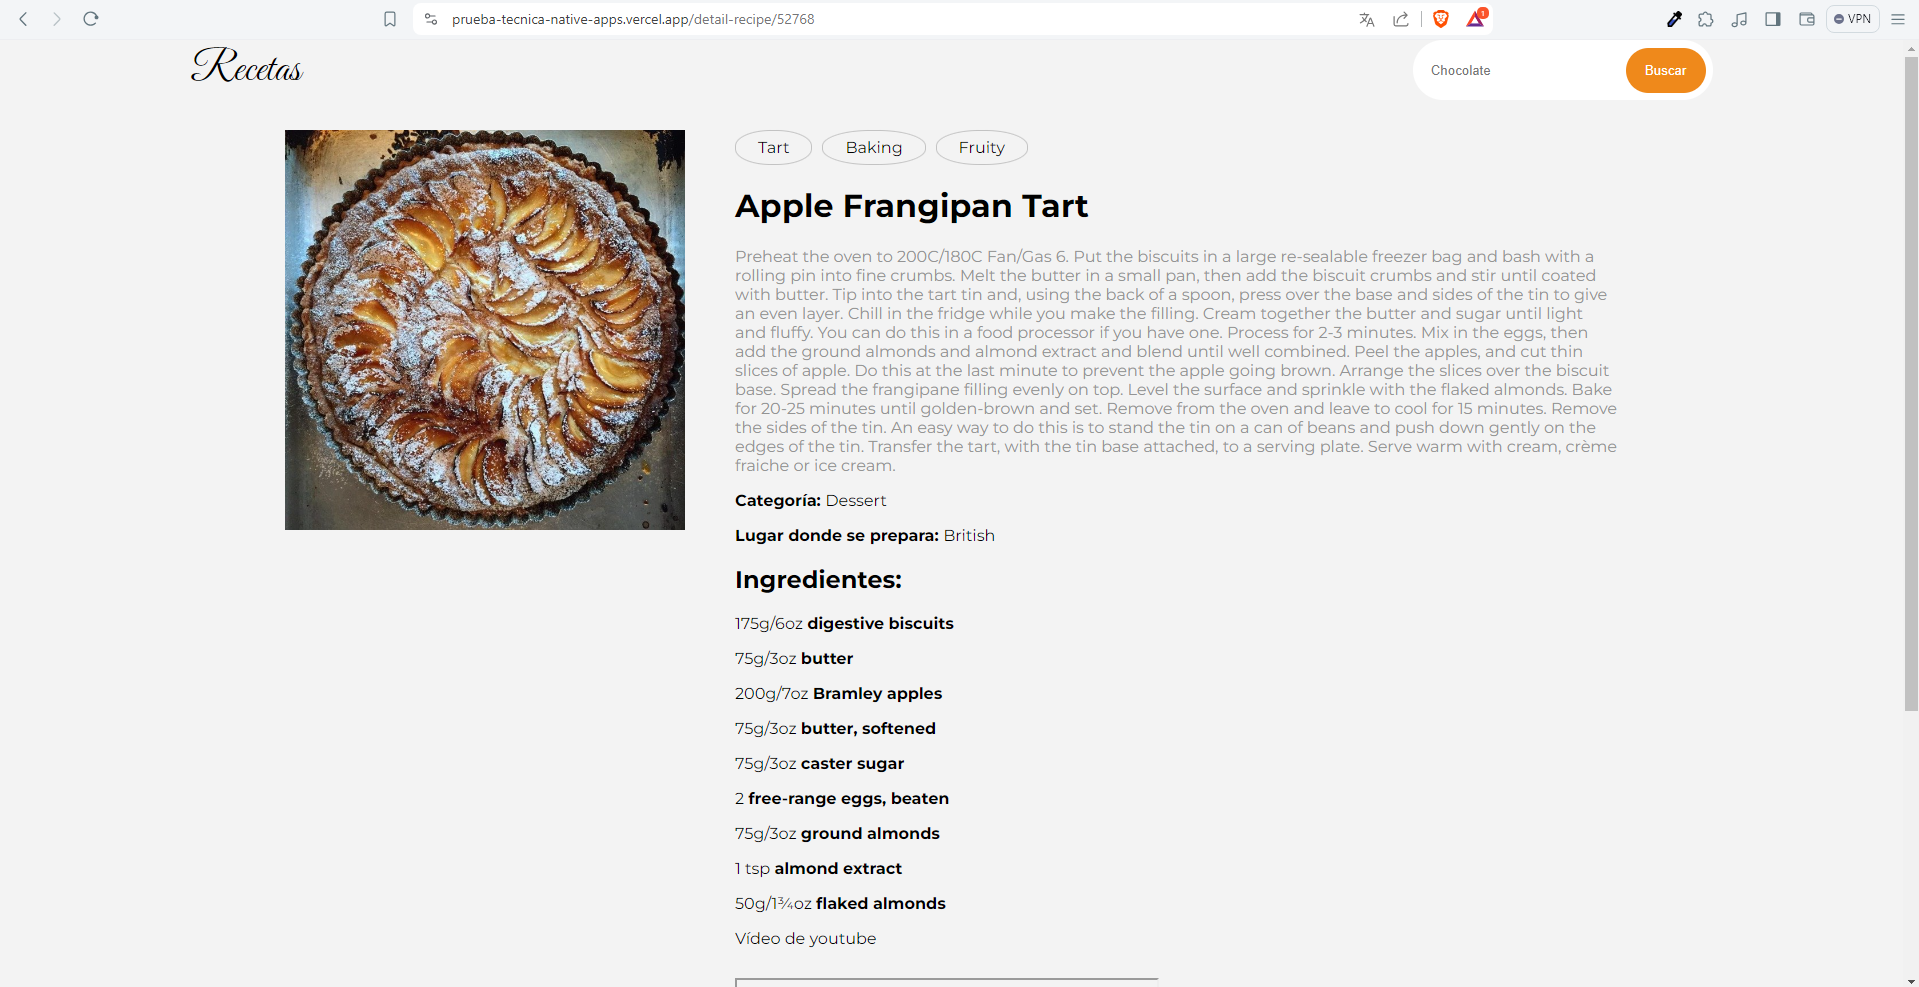 prueba-tecnica-native-apps.vercel.app/detail-recipe/52768
1
VPN
Recetas
Chocolate
Buscar
Tart
Baking
Fruity
Apple Frangipan Tart
Preheat the oven to 200C/180C Fan/Gas 6. Put the biscuits in a large re-sealable freezer bag and bash with a
rolling pin into fine crumbs. Melt the butter in a small pan, then add the biscuit crumbs and stir until coated
with butter. Tip into the tart tin and, using the back of a spoon, press over the base and sides of the tin to give
an even layer. Chill in the fridge while you make the filling. Cream together the butter and sugar until light
and fluffy. You can do this in a food processor if you have one. Process for 2-3 minutes. Mix in the eggs, then
add the ground almonds and almond extract and blend until well combined. Peel the apples, and cut thin
slices of apple. Do this at the last minute to prevent the apple going brown. Arrange the slices over the biscuit
base. Spread the frangipane filling evenly on top. Level the surface and sprinkle with the flaked almonds. Bake
for 20-25 minutes until golden-brown and set. Remove from the oven and leave to cool for 15 minutes. Remove
the sides of the tin. An easy way to do this is to stand the tin on a can of beans and push down gently on the
edges of the tin. Transfer the tart, with the tin base attached, to a serving plate. Serve warm with cream, crème
fraiche or ice cream.
Categoría: Dessert
Lugar donde se prepara: British
Ingredientes:
175g/6oz digestive biscuits
75g/3oz butter
200g/7oz Bramley apples
75g/3oz butter, softened
75g/3oz caster sugar
2 free-range eggs, beaten
75g/3oz ground almonds
1 tsp almond extract
50g/1¾oz flaked almonds
Vídeo de youtube